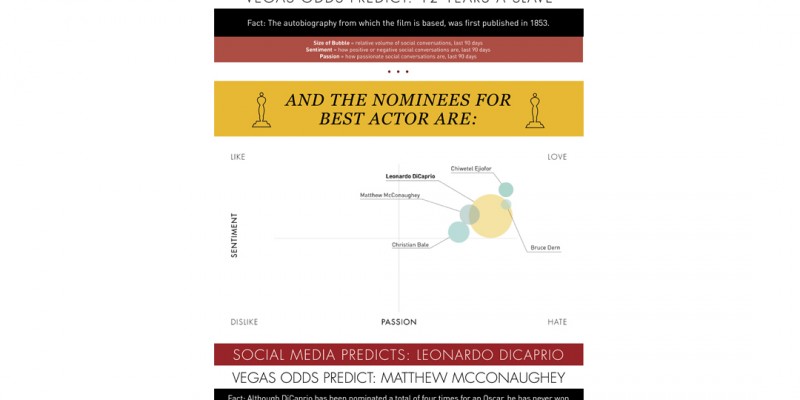 VEGAS ODDS PREDICT: 12 YEARS A SLAVE
Fact: The autobiography from which the film is based, was first published in 1853.
Size of Bubble = relative volume of social conversations, last 90 days
Sentiment = how positive or negative social conversations are, last 90 days
Passion = how passionate social conversations are, last 90 days
AND THE NOMINEES FOR
BEST ACTOR ARE:
LIKE
LOVE
Chiwetel Ejiofor
Leonardo DiCaprio
Matthew McConaughey
SENTIMENT
Christian Bale
Bruce Dern
DISLIKE
PASSION
HATE
SOCIAL MEDIA PREDICTS: LEONARDO DICAPRIO
VEGAS ODDS PREDICT: MATTHEW MCCONAUGHEY
Fact: Although DiCaprio has been nominated a total of four times for an Oscar, he has never won